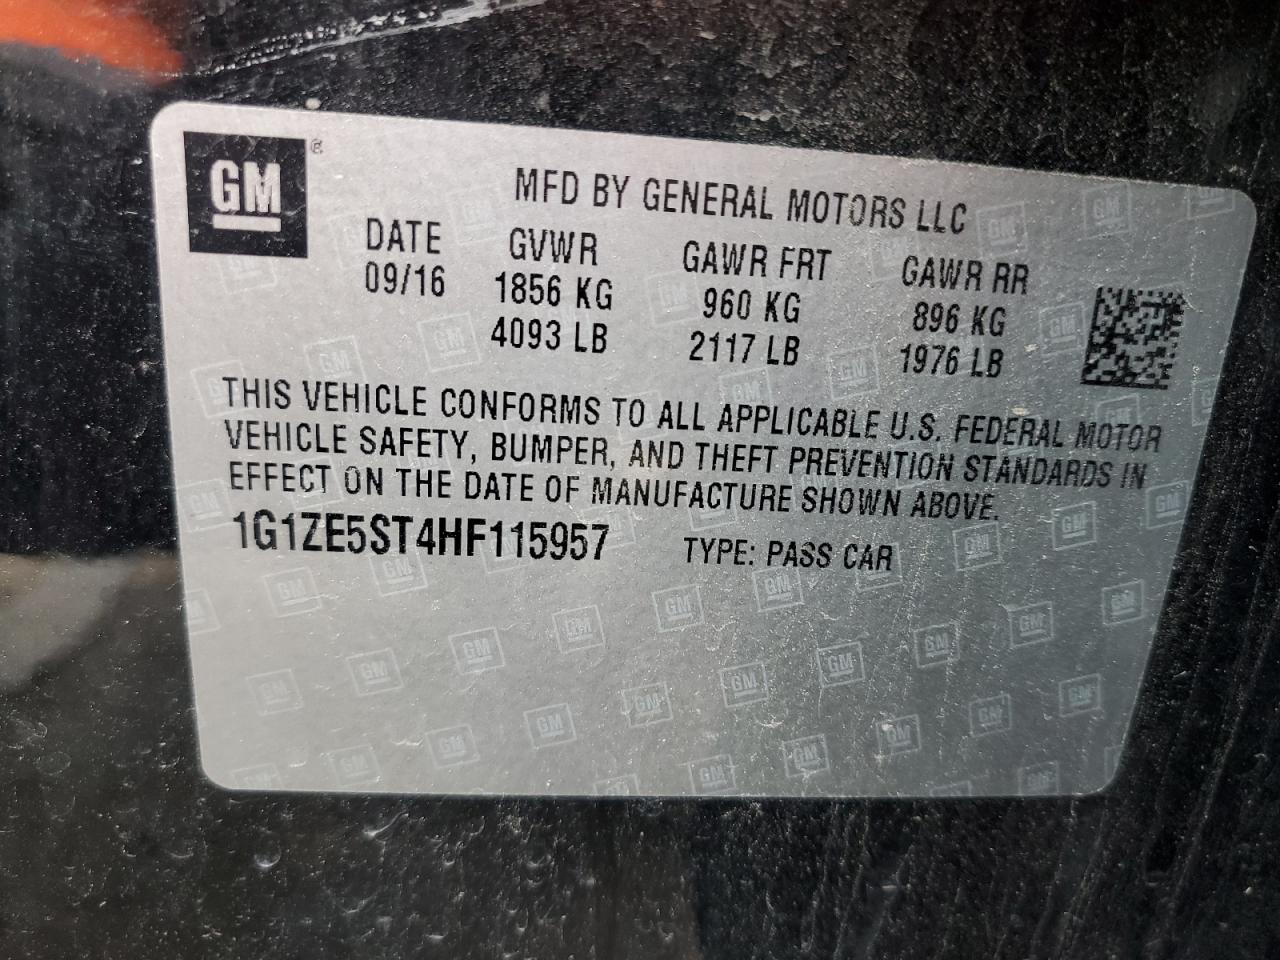 GM
MFD BY GENERAL MOTORS LLC
DATE GVWR GAWR FRT GAWR RR
09/16 1856 KG 960 KG 896 KG
4093 LB 2117 LB 1976 LB
THIS VEHICLE CONFORMS TO ALL APPLICABLE U.S. FEDERAL MOTOR
VEHICLE SAFETY, BUMPER, AND THEFT PREVENTION STANDARDS IN
EFFECT ON THE DATE OF MANUFACTURE SHOWN ABOVE.
1G1ZE5ST4HF115957 TYPE: PASS CAR